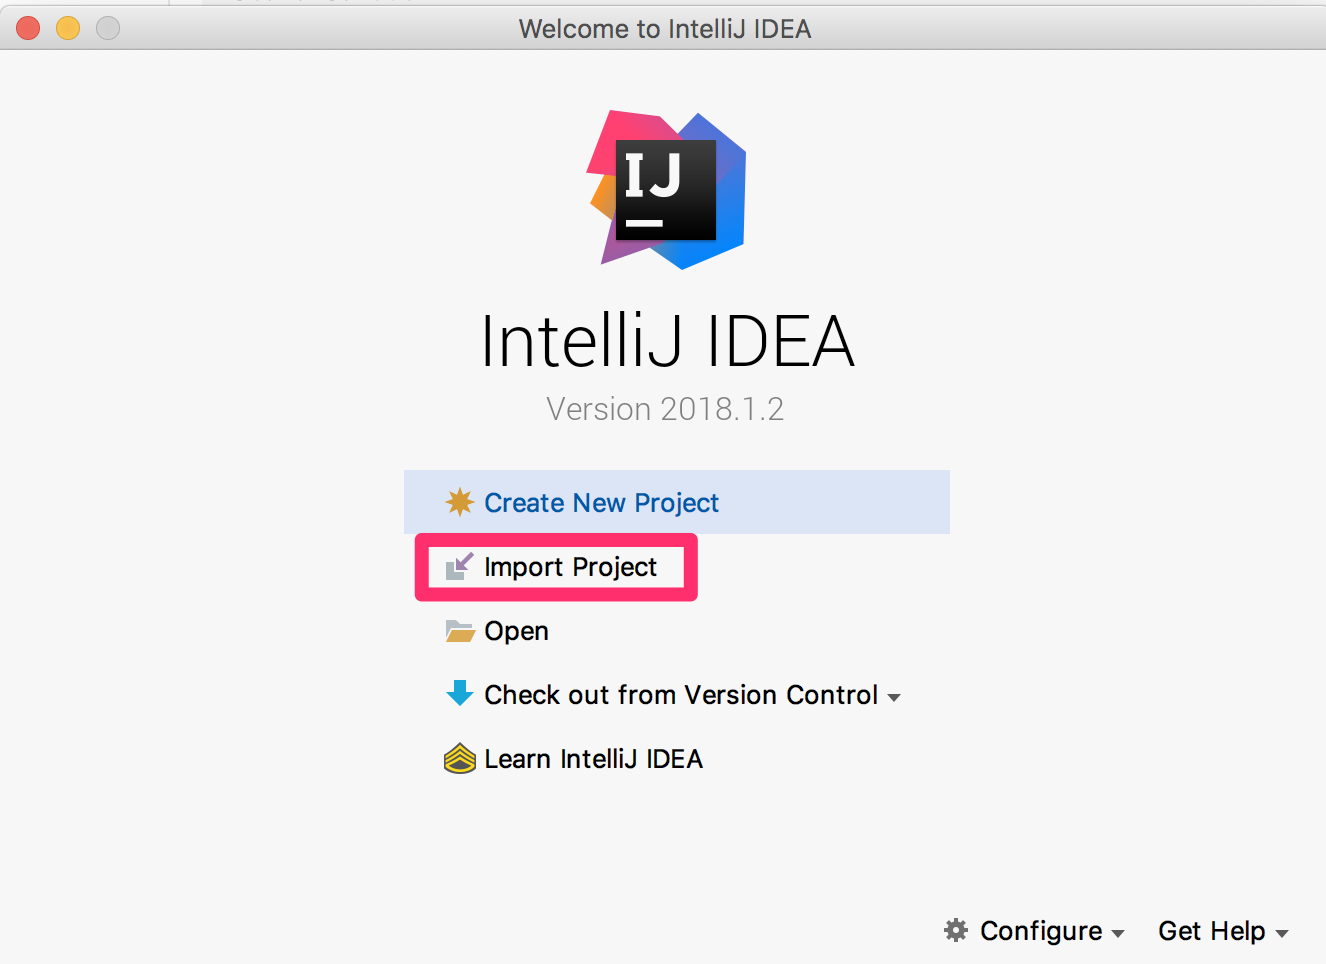 Welcome to IntelliJ IDEA
IJ
IntelliJ IDEA
Version 2018.1.2
Create New Project
Import Project
Open
Check out from Version Control
Learn IntelliJ IDEA
Configure
Get Help